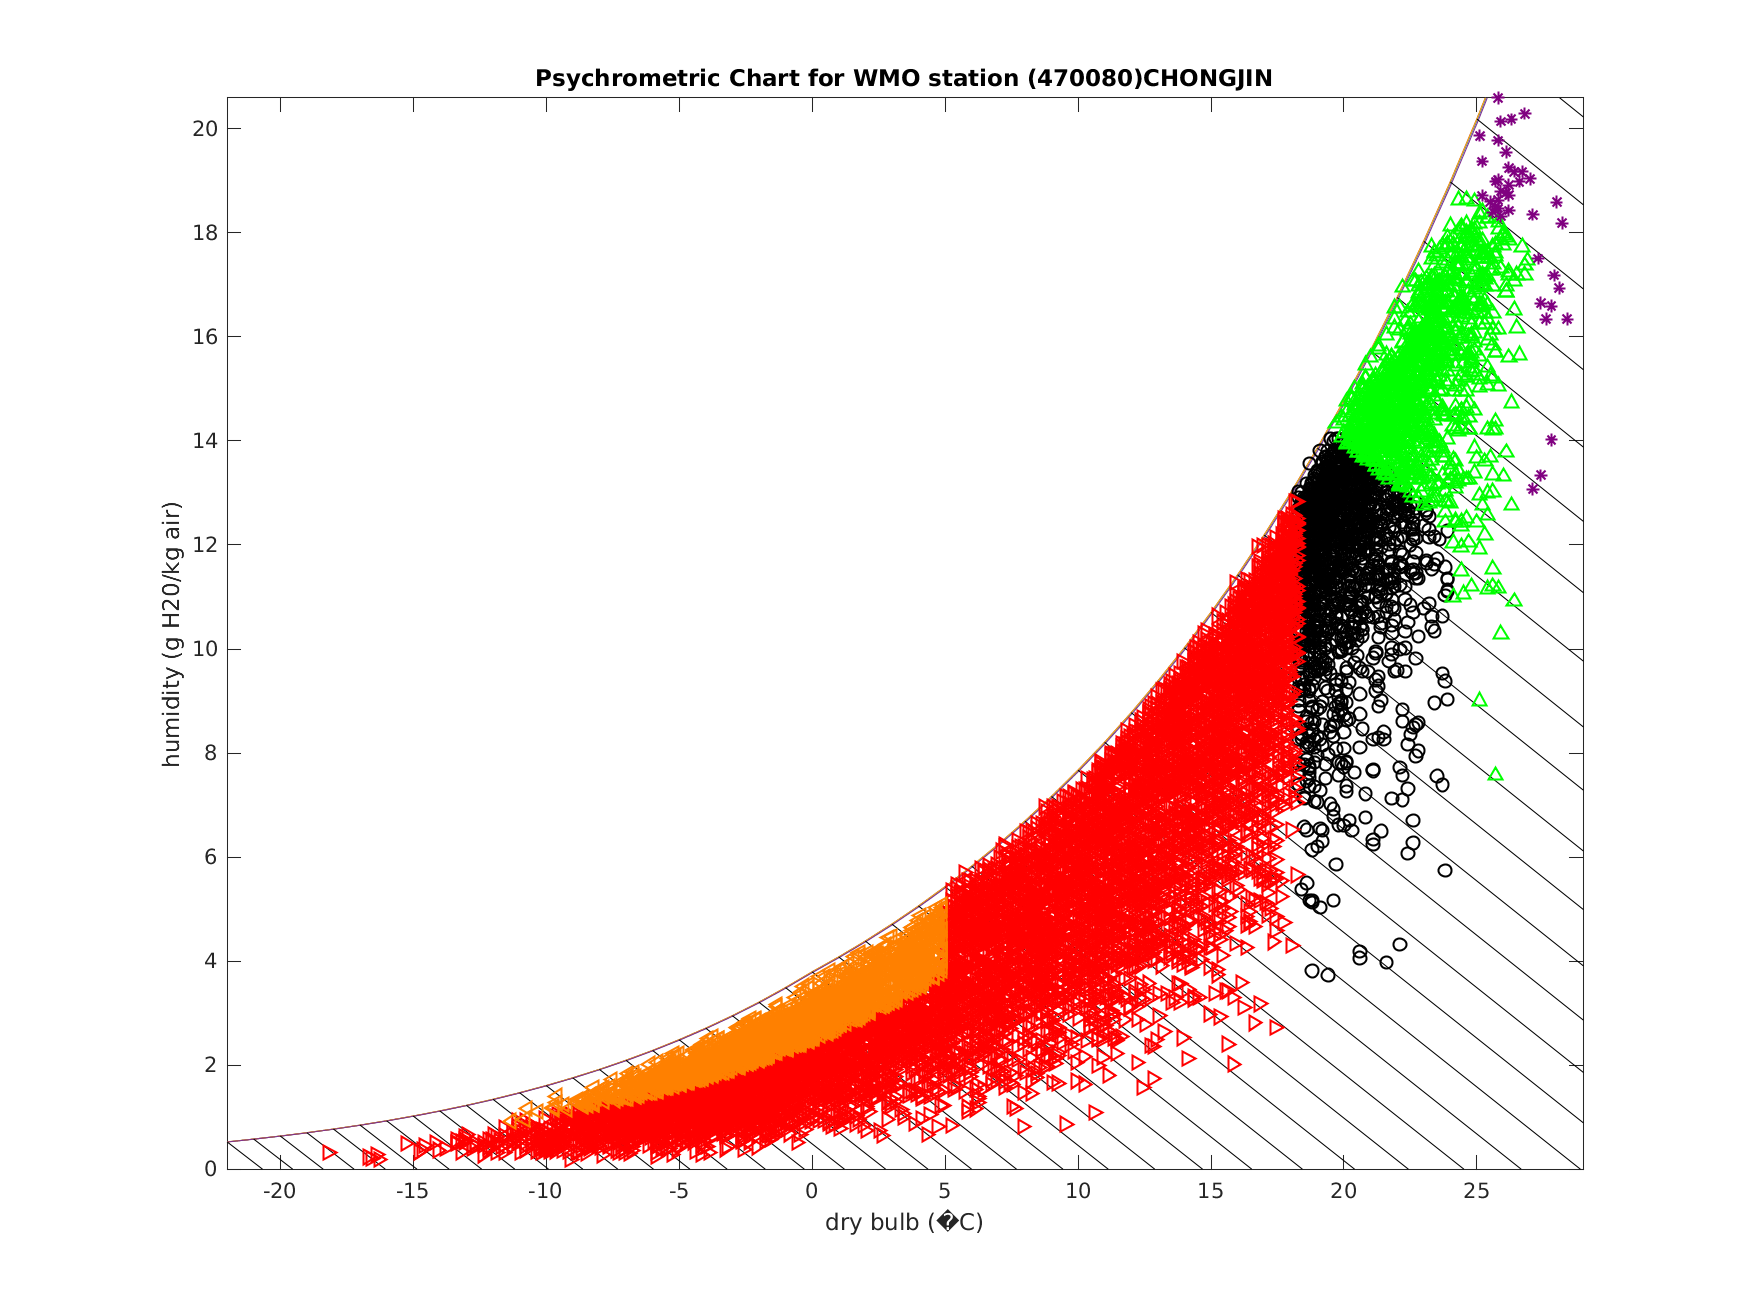 Psychrometric Chart for WMO station (470080)CHONGJIN
humidity (g H20/kg air)
20
18
16
14
12
10
8
6
4
2
0
-20 -15 -10 -5 0 5 10 15 20 25
dry bulb (�C)